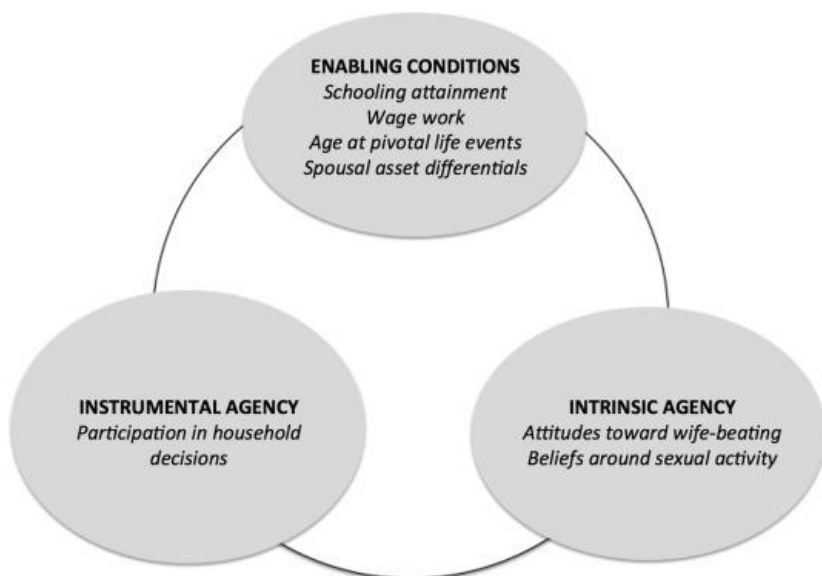 ENABLING CONDITIONS
Schooling attainment
Wage work
Age at pivotal life events
Spousal asset differentials
INSTRUMENTAL AGENCY
Participation in household
decisions
INTRINSIC AGENCY
Attitudes toward wife-beating
Beliefs around sexual activity